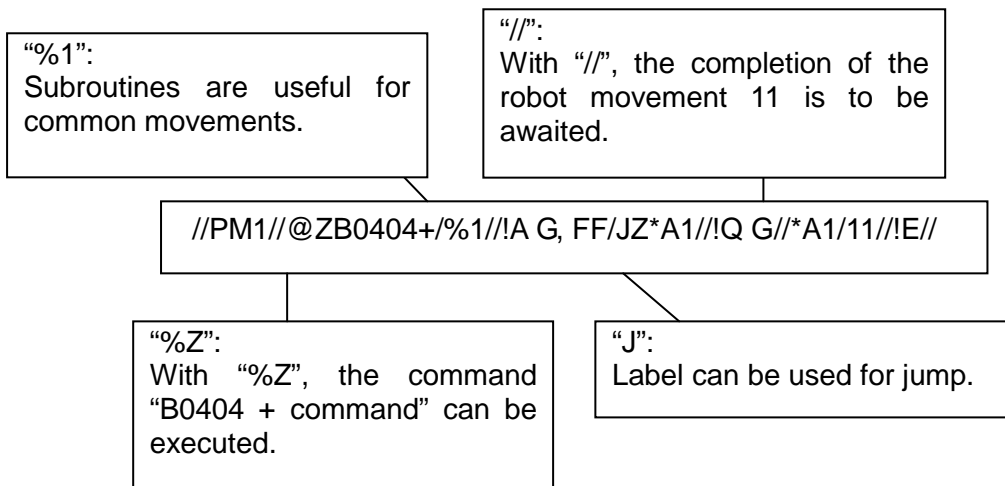 “%1”:
Subroutines are useful for
common movements.
“//”:
With “//”, the completion of the
robot movement 11 is to be
awaited.
//PM1//@ZB0404+/%1//!A G, FF/JZ*A1//!Q G//*A1/11//!E//
“%Z”:
With “%Z”, the command
“B0404 + command” can be
executed.
“J”:
Label can be used for jump.